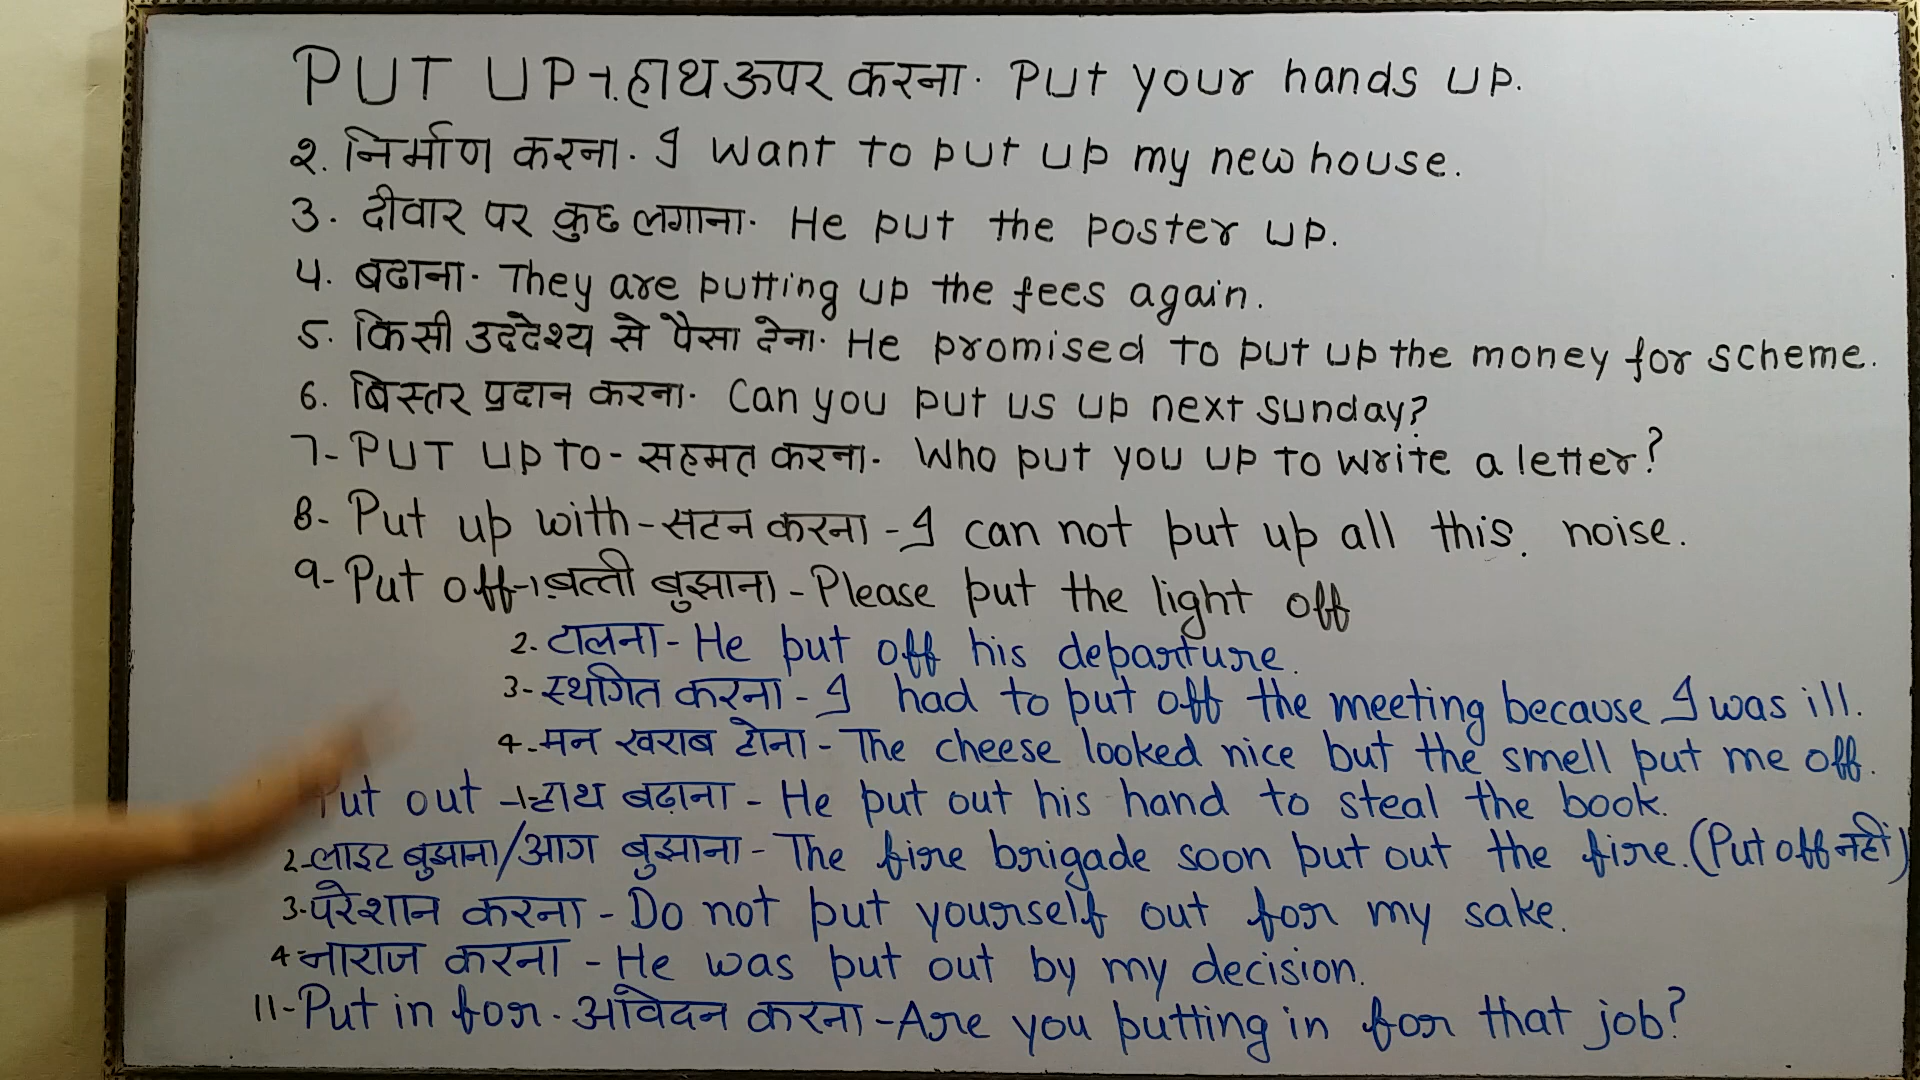 PUT UP → 1. हाथ ऊपर करना. Put your hands up.
२. निर्माण करना. I want to put up my new house.
3. दीवार पर कुछ लगाना. He put the poster up.
4. बढाना. They are putting up the fees again.
5. किसी उददेश्य से पैसा देना. He promised to put up the money for scheme.
6. बिस्तर प्रदान करना. Can you put us up next sunday?
7- PUT UP TO - सहमत करना. Who put you up to write a letter?
8- Put up with - सटन करना - I can not put up all this. noise.
9- Put off - 1. बत्ती बुझाना - Please put the light off
2. टालना - He put off his departure.
3- स्थगित करना - I had to put off the meeting because I was ill.
4- मन खराब होना - The cheese looked nice but the smell put me off.
Put out - 1- हाथ बढ़ाना - He put out his hand to steal the book.
2- लाइट बुझाना/आग बुझाना - The fire brigade soon put out the fire. (Put off नहीं)
3- परेशान करना - Do not put yourself out for my sake.
4 नाराज करना - He was put out by my decision.
11- Put in for - आवेदन करना - Are you putting in for that job?